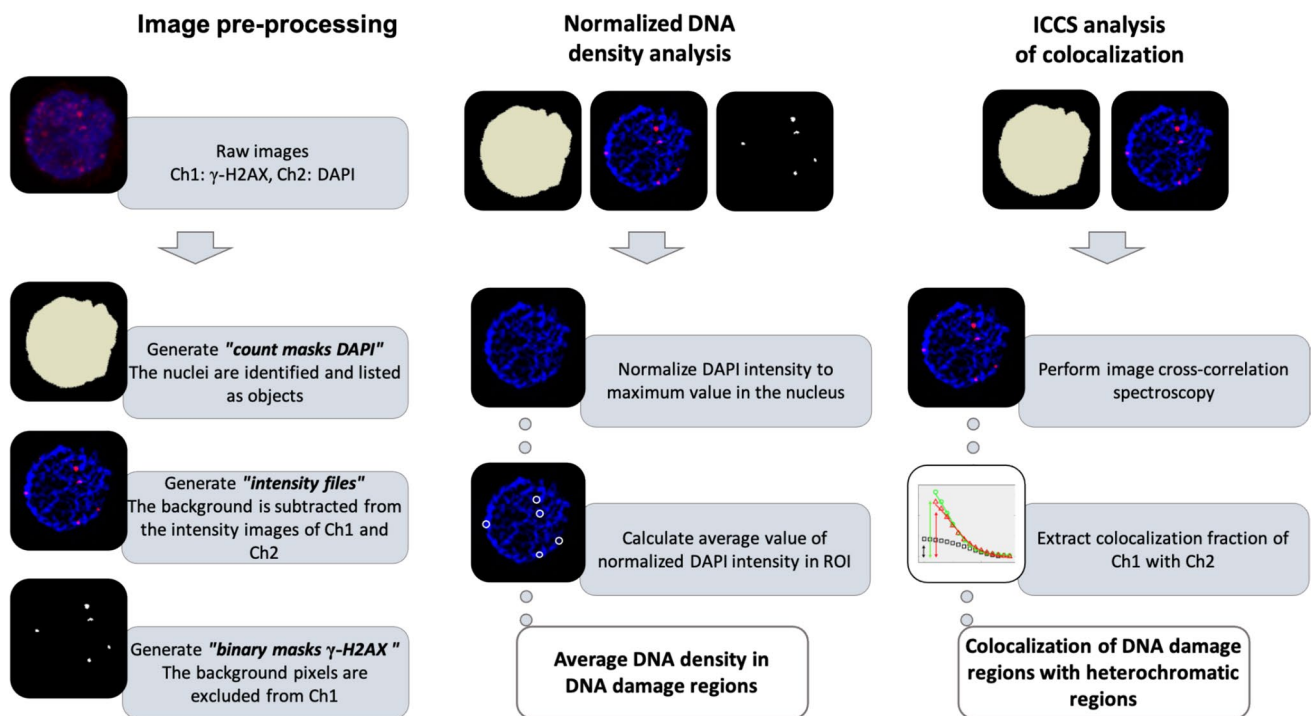 Image pre-processing
Raw images
Ch1: γ-H2AX, Ch2: DAPI
Generate "count masks DAPI"
The nuclei are identified and listed
as objects
Generate "intensity files"
The background is subtracted from
the intensity images of Ch1 and
Ch2
Generate "binary masks γ-H2AX "
The background pixels are
excluded from Ch1
Normalized DNA
density analysis
Normalize DAPI intensity to
maximum value in the nucleus
Calculate average value of
normalized DAPI intensity in ROI
Average DNA density in
DNA damage regions
ICCS analysis
of colocalization
Perform image cross-correlation
spectroscopy
Extract colocalization fraction of
Ch1 with Ch2
Colocalization of DNA damage
regions with heterochromatic
regions